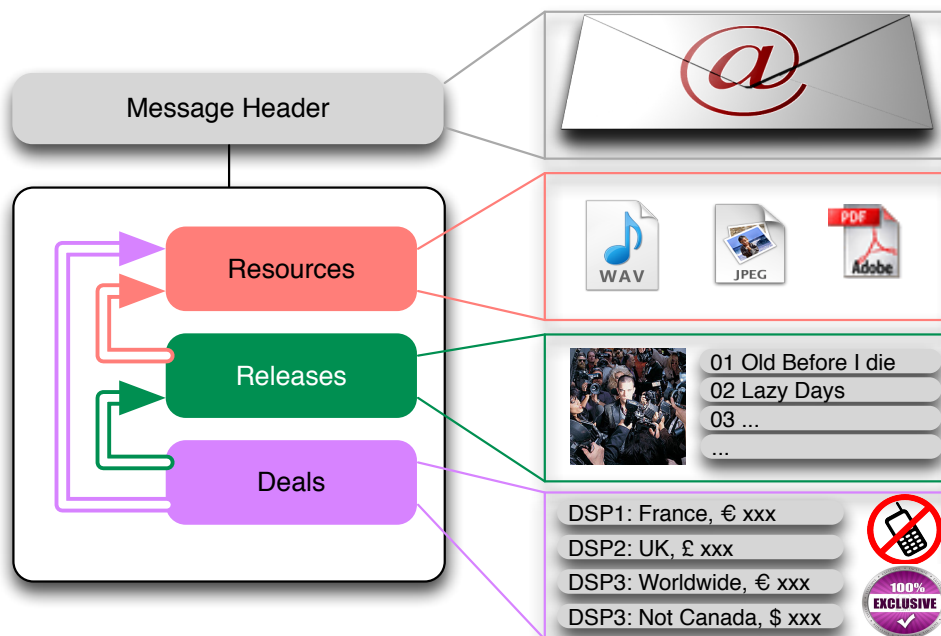 Message Header
@
Resources
WAV
JPEG
PDF
Adobe
Releases
01 Old Before I die
02 Lazy Days
03 ...
...
Deals
DSP1: France, € xxx
DSP2: UK, £ xxx
DSP3: Worldwide, € xxx
DSP3: Not Canada, $ xxx
100%
EXCLUSIVE